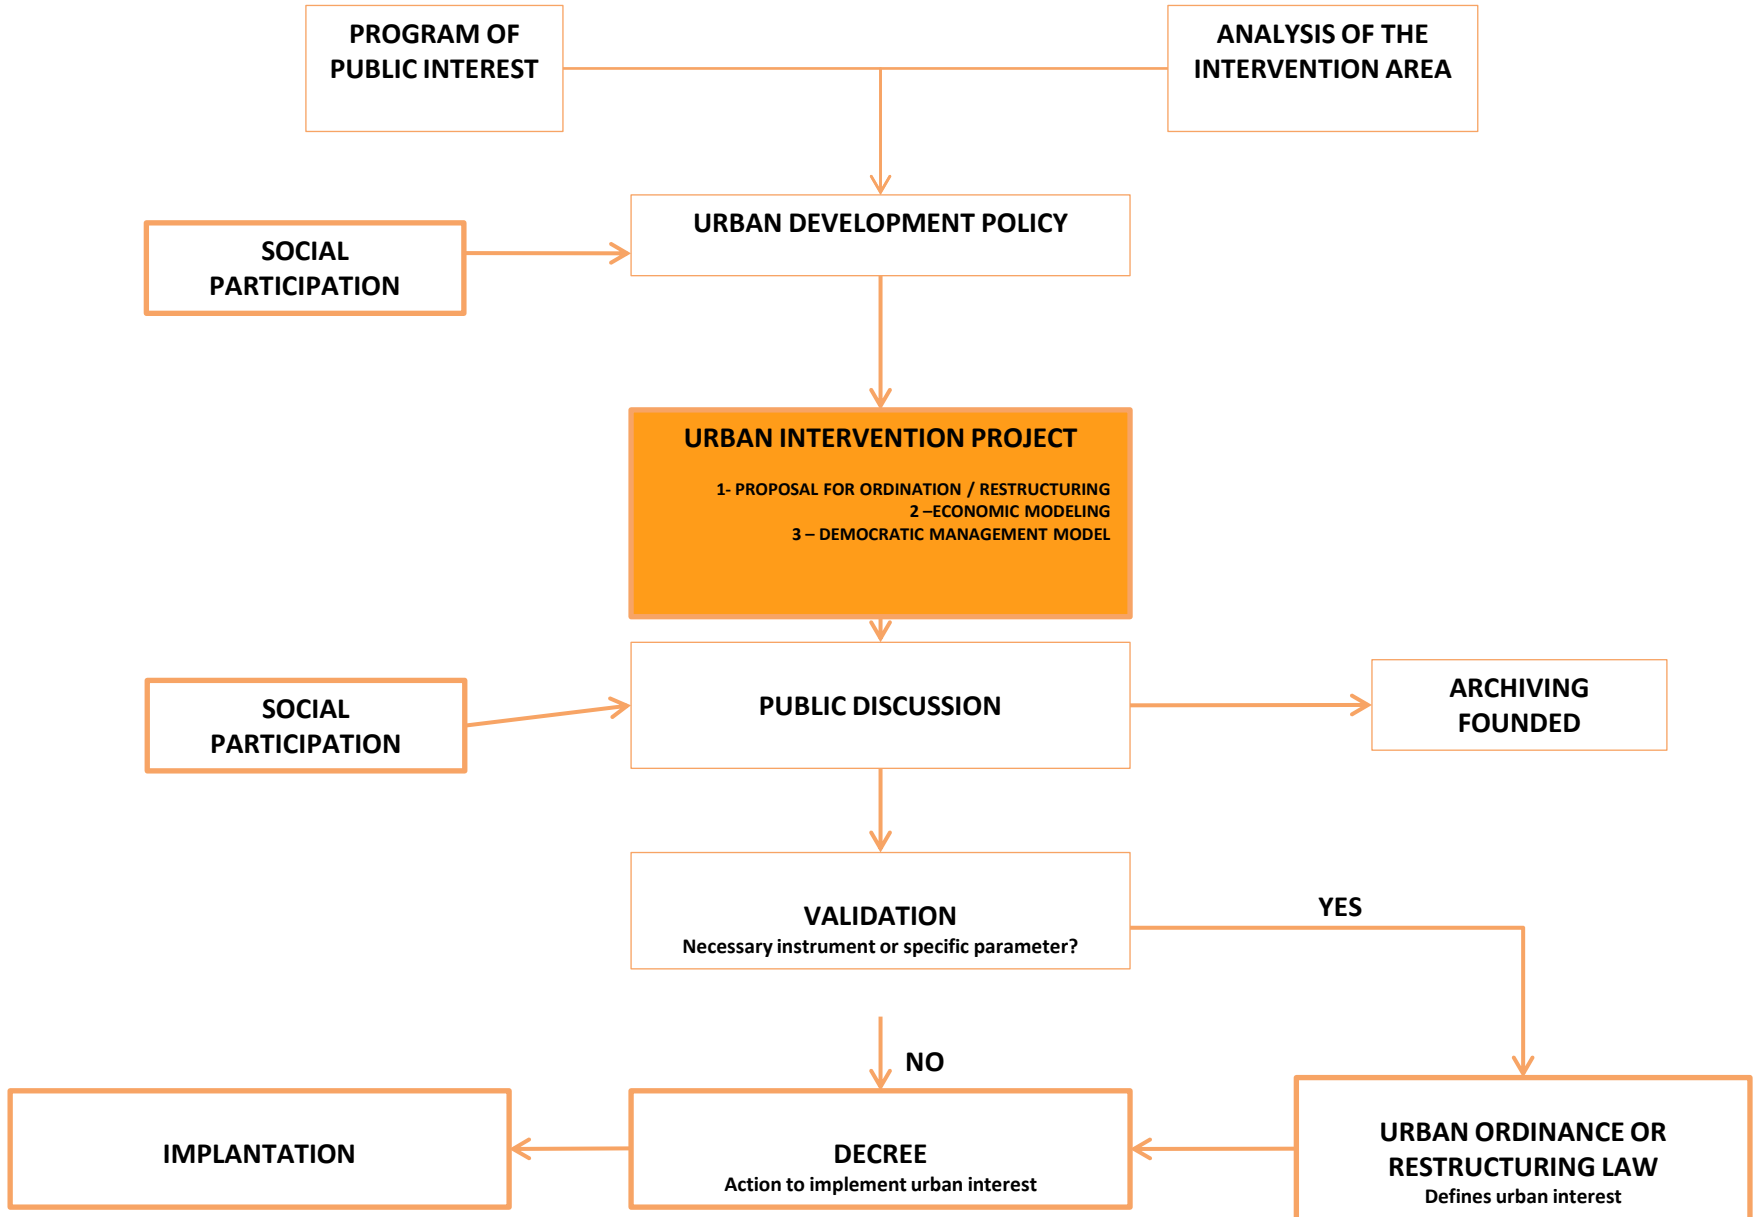 PROGRAM OF
PUBLIC INTEREST
ANALYSIS OF THE
INTERVENTION AREA
URBAN DEVELOPMENT POLICY
SOCIAL
PARTICIPATION
URBAN INTERVENTION PROJECT
1- PROPOSAL FOR ORDINATION / RESTRUCTURING
2 –ECONOMIC MODELING
3 – DEMOCRATIC MANAGEMENT MODEL
SOCIAL
PARTICIPATION
PUBLIC DISCUSSION
ARCHIVING
FOUNDED
VALIDATION
Necessary instrument or specific parameter?
YES
NO
IMPLANTATION
DECREE
Action to implement urban interest
URBAN ORDINANCE OR
RESTRUCTURING LAW
Defines urban interest